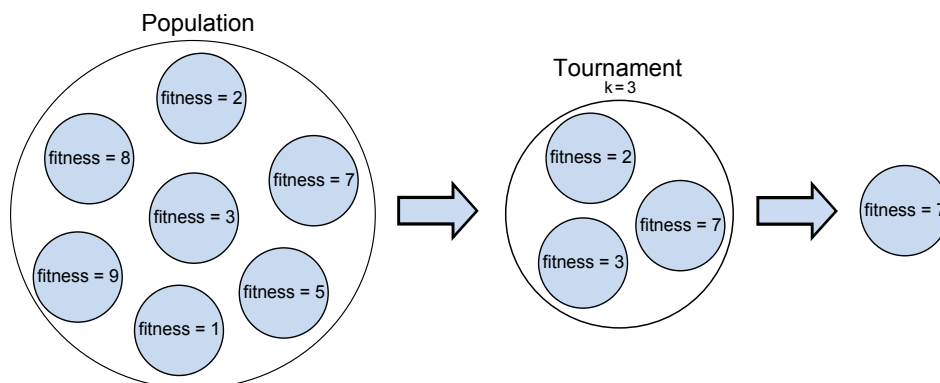 Population
fitness = 2
fitness = 8
fitness = 7
fitness = 3
fitness = 9
fitness = 5
fitness = 1
Tournament
k = 3
fitness = 2
fitness = 7
fitness = 3
fitness = 7